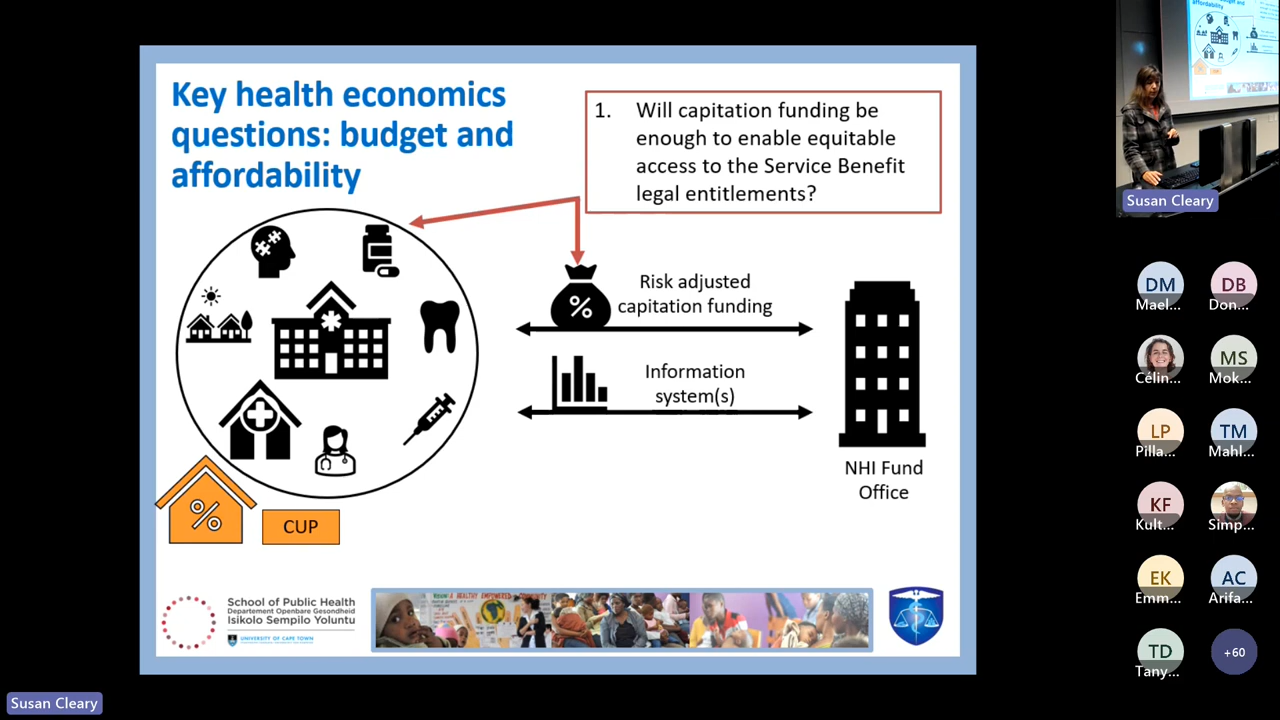 Key health economics
questions: budget and
affordability
1. Will capitation funding be
enough to enable equitable
access to the Service Benefit
legal entitlements?
%
Risk adjusted
capitation funding
Information
system(s)
NHI Fund
Office
%
CUP
School of Public Health
Departement Openbare Gesondheid
Isikolo Sempilo Yoluntu
UNIVERSITY OF CAPE TOWN
Susan Cleary
DM
Mael...
DB
Don...
Célin...
MS
Mok...
LP
Pilla...
TM
Mahl...
KF
Kult...
Simp...
EK
Emm...
AC
Arifa...
TD
Tany...
+60
Susan Cleary